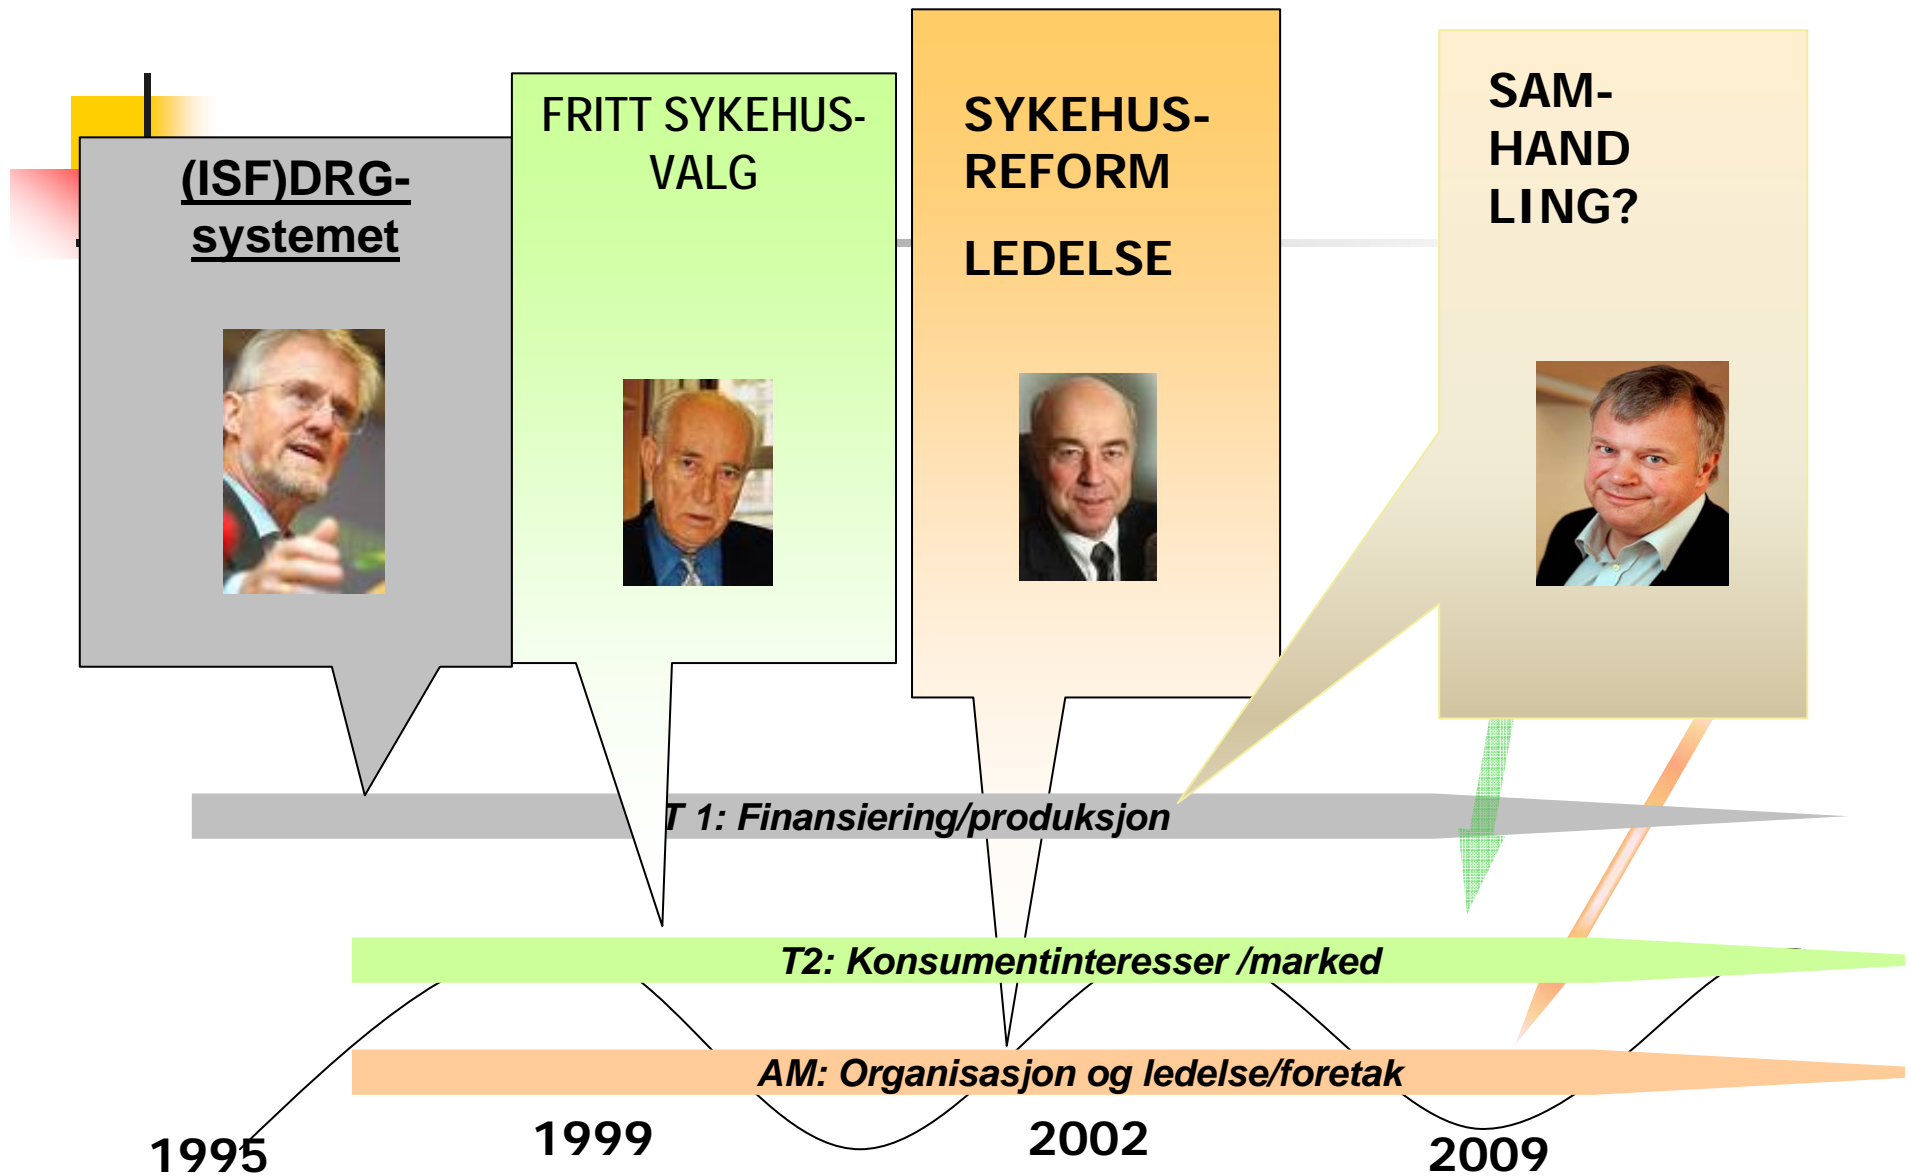 (ISF)DRG-
systemet
FRITT SYKEHUS-
VALG
SYKEHUS-
REFORM
LEDELSE
SAM-
HAND
LING?
T 1: Finansiering/produksjon
T2: Konsumentinteresser /marked
AM: Organisasjon og ledelse/foretak
1995
1999
2002
2009